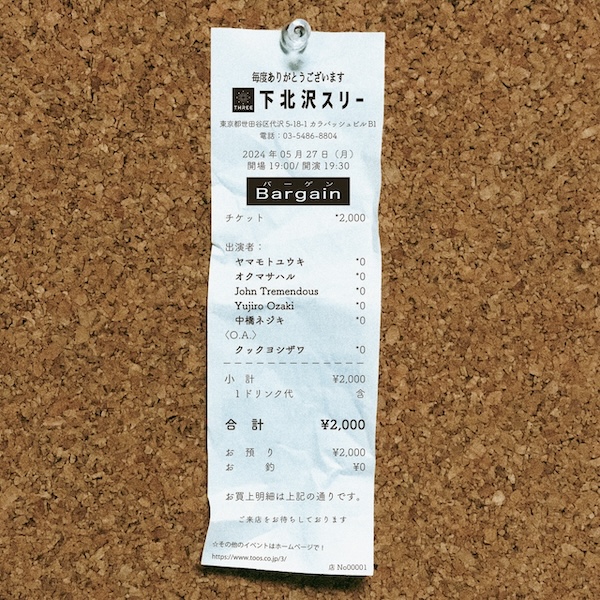 毎度ありがとうございます
THREE 下北沢スリー
東京都世田谷区代沢 5-18-1 カラバッシュビル B1
電話：03-5486-8804
2024 年 05 月 27 日（月）
開場 19:00/ 開演 19:30
バーゲン
Bargain
チケット *2,000
出演者：
ヤマモトユウキ *0
オクマサハル *0
John Tremendous *0
Yujiro Ozaki *0
中橋ネジキ *0
〈O.A.〉
クックヨシザワ *0
小 計 ¥2,000
1ドリンク代 含
合 計 ¥2,000
お 預 り ¥2,000
お 釣 ¥0
お買上明細は上記の通りです。
ご来店をお待ちしております
☆その他のイベントはホームページで！
https://www.toos.co.jp/3/
店 No00001